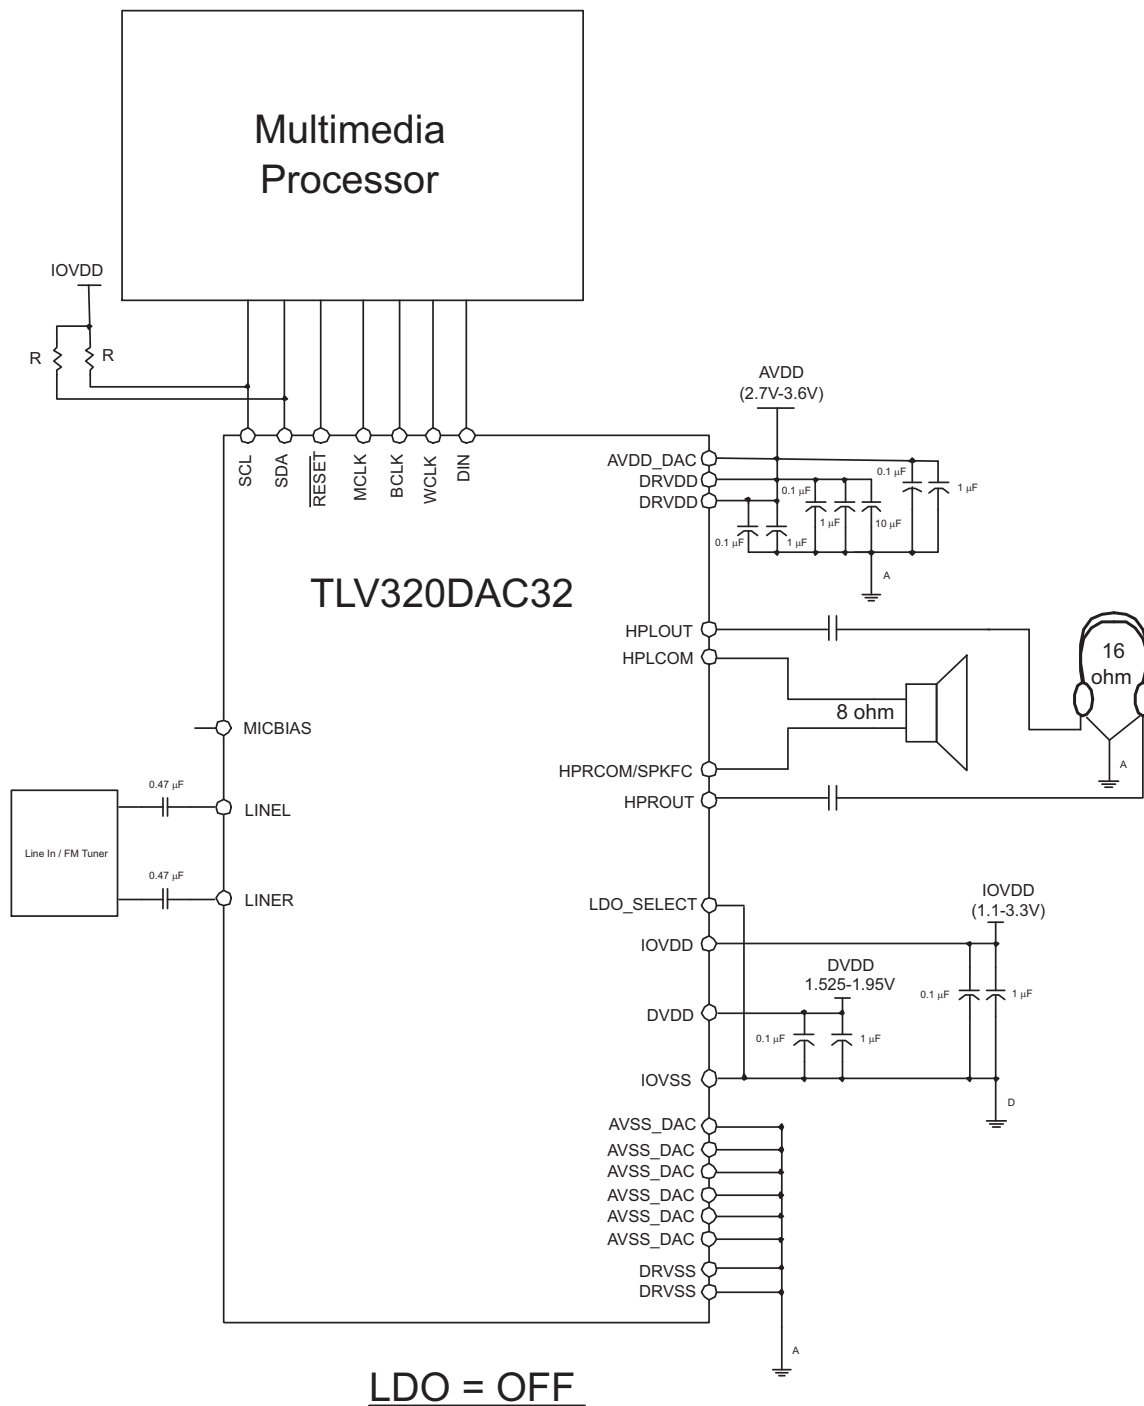 Multimedia
Processor
IOVDD
R
R
SCL
SDA
RESET
MCLK
BCLK
WCLK
DIN
AVDD
(2.7V-3.6V)
AVDD_DAC
DRVDD
DRVDD
0.1 µF
1 µF
0.1 µF
1 µF
10 µF
0.1 µF
1 µF
A
TLV320DAC32
HPLOUT
HPLCOM
8 ohm
16
ohm
A
HPRCOM/SPKFC
HPROUT
MICBIAS
0.47 µF
LINEL
Line In / FM Tuner
0.47 µF
LINER
LDO_SELECT
IOVDD
(1.1-3.3V)
IOVDD
DVDD
1.525-1.95V
0.1 µF
1 µF
DVDD
0.1 µF
1 µF
IOVSS
D
AVSS_DAC
AVSS_DAC
AVSS_DAC
AVSS_DAC
AVSS_DAC
AVSS_DAC
DRVSS
DRVSS
A
LDO = OFF